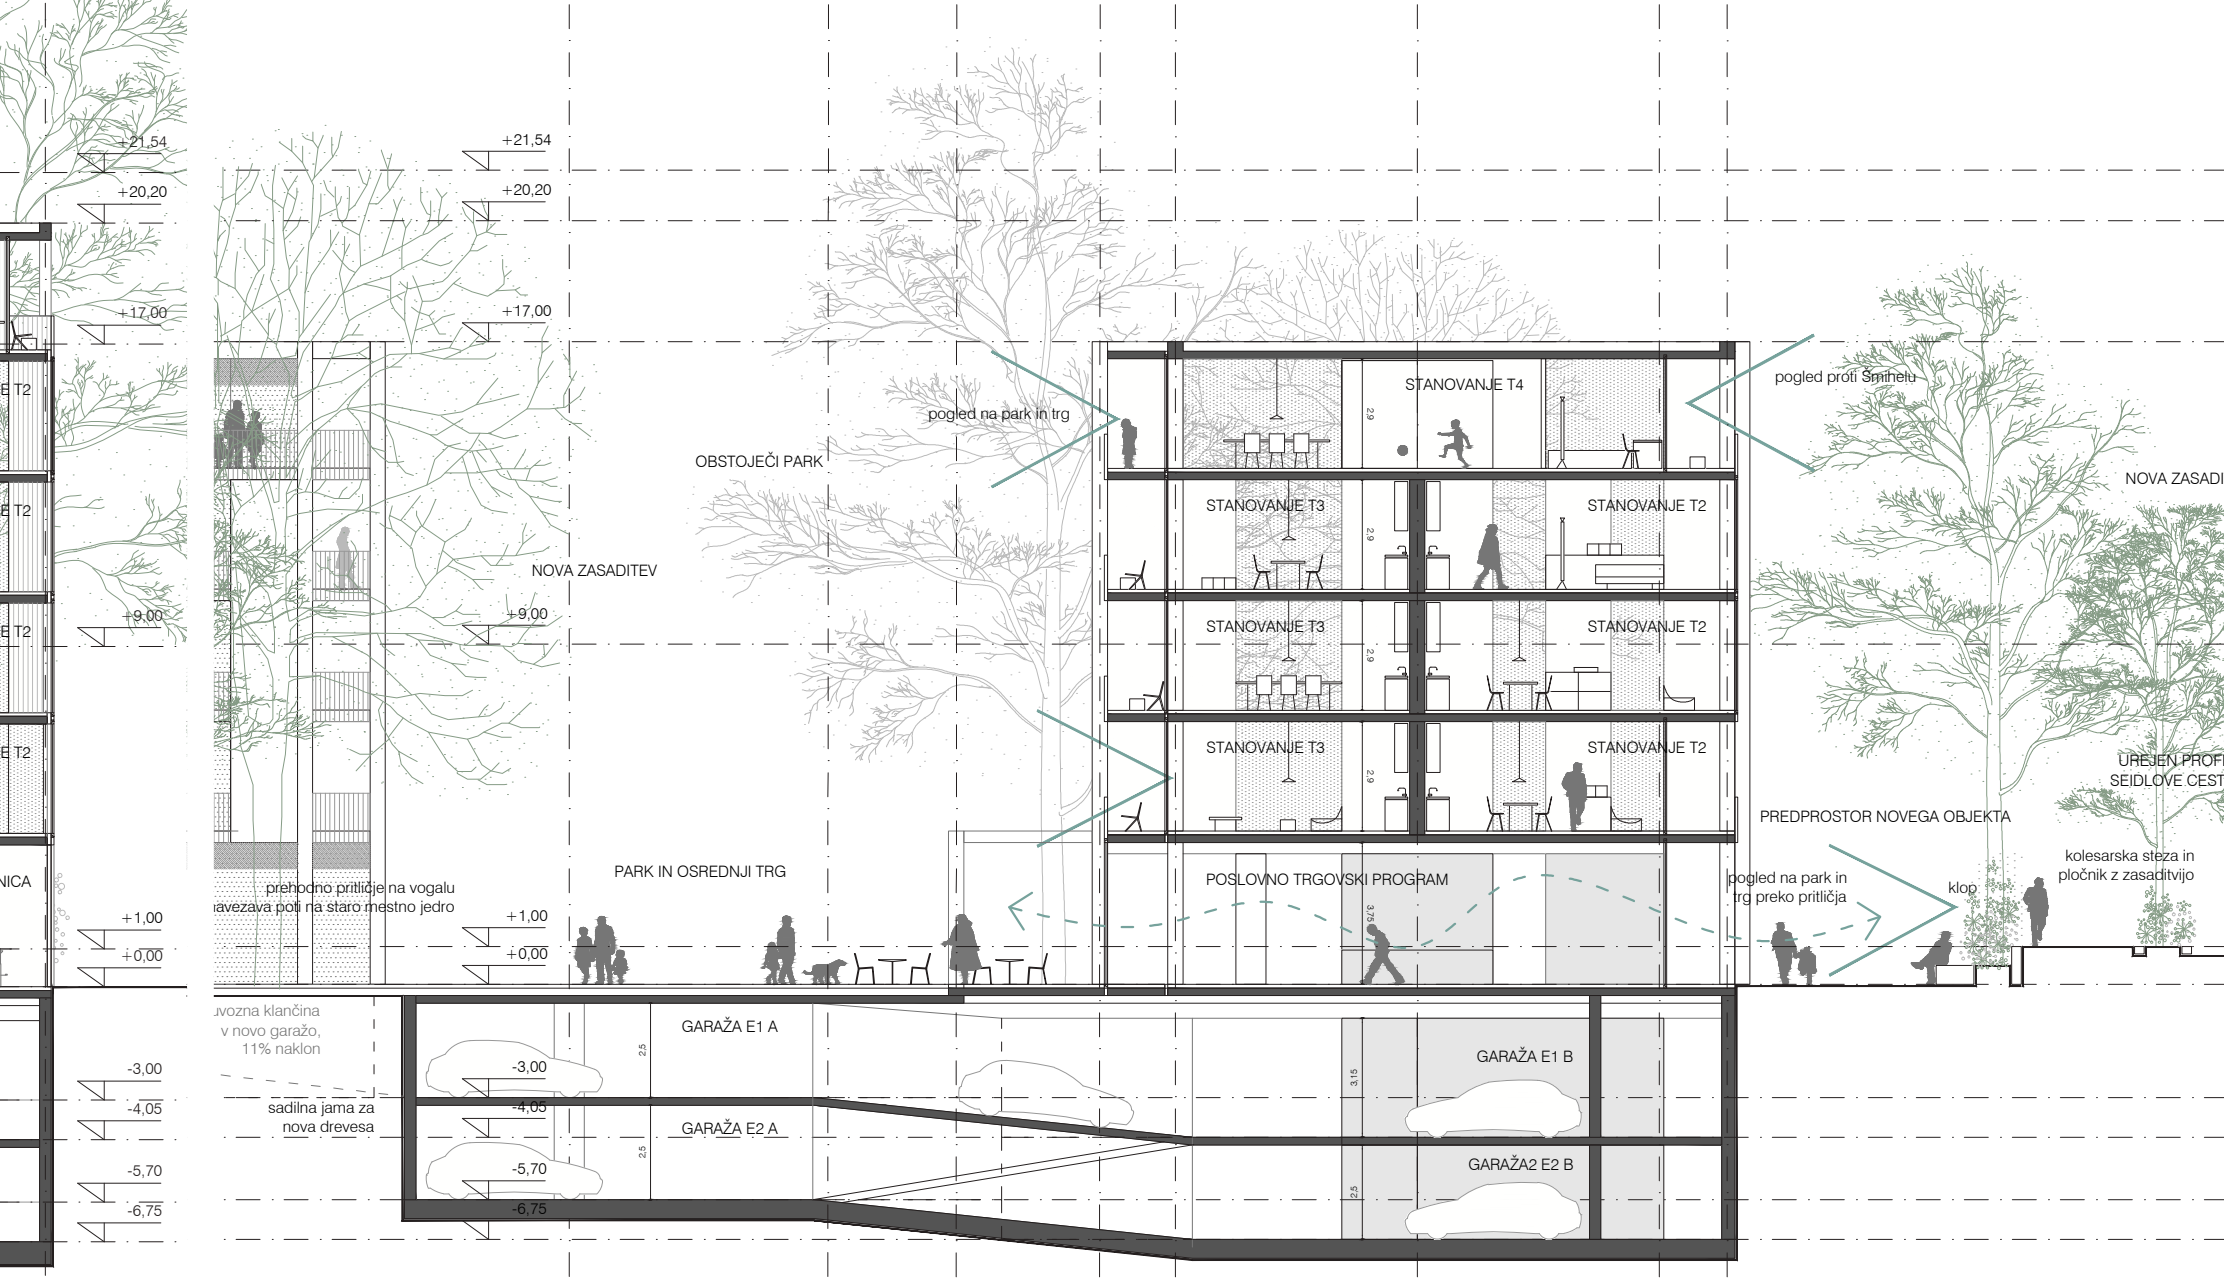 +21,54
+20,20
+17,00
E T2
E T2
+9,00
E T2
E T2
NICA
+1,00
+0,00
-3,00
-4,05
-5,70
-6,75
+21,54
+20,20
+17,00
+9,00
+1,00
+0,00
-3,00
-4,05
-5,70
-6,75
prehodno pritličje na vogalu
navezava poti na staro mestno jedro
uvozna klančina
v novo garažo,
11% naklon
sadilna jama za
nova drevesa
NOVA ZASADITEV
OBSTOJEČI PARK
PARK IN OSREDNJI TRG
pogled na park in trg
STANOVANJE T4
2,9
STANOVANJE T3
2,9
STANOVANJE T2
STANOVANJE T3
2,9
STANOVANJE T2
STANOVANJE T3
2,9
STANOVANJE T2
POSLOVNO TRGOVSKI PROGRAM
3,75
GARAŽA E1 A
2,5
GARAŽA E2 A
2,5
GARAŽA E1 B
3,15
GARAŽA2 E2 B
2,5
pogled proti Šmihelu
NOVA ZASADI
UREJEN PROFI
SEIDLOVE CEST
PREDPROSTOR NOVEGA OBJEKTA
kolesarska steza in
pločnik z zasaditvijo
pogled na park in
trg preko pritličja
klop